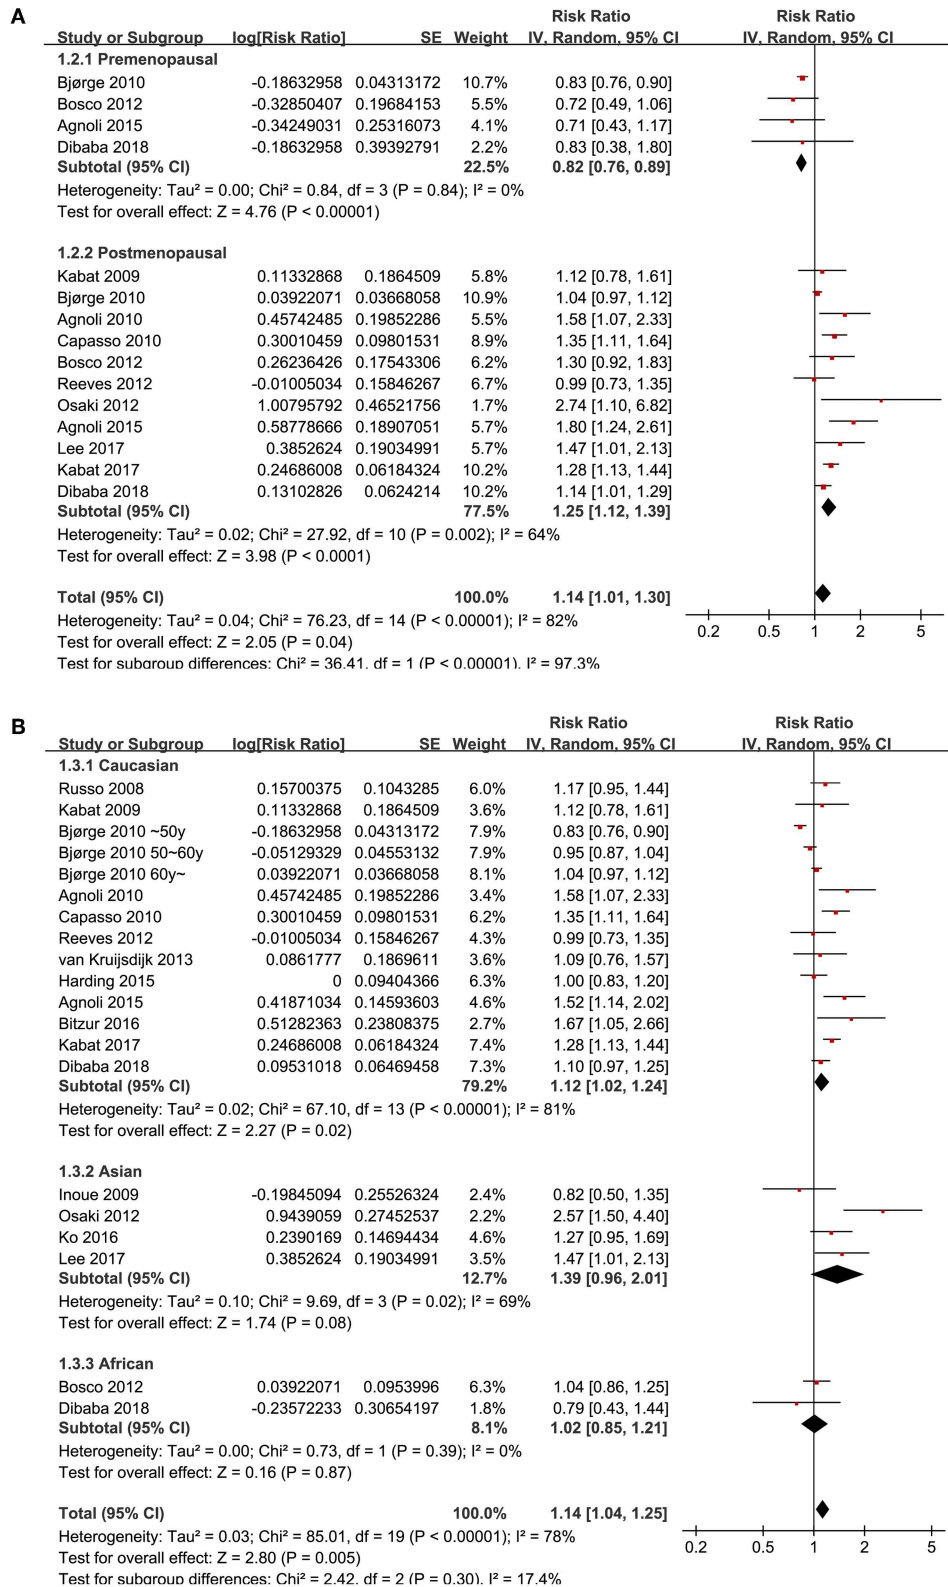 A
Risk Ratio Risk Ratio
Study or Subgroup log[Risk Ratio] SE Weight IV, Random, 95% CI IV, Random, 95% CI
1.2.1 Premenopausal
Bjørge 2010 -0.18632958 0.04313172 10.7% 0.83 [0.76, 0.90]
Bosco 2012 -0.32850407 0.19684153 5.5% 0.72 [0.49, 1.06]
Agnoli 2015 -0.34249031 0.25316073 4.1% 0.71 [0.43, 1.17]
Dibaba 2018 -0.18632958 0.39392791 2.2% 0.83 [0.38, 1.80]
Subtotal (95% CI) 22.5% 0.82 [0.76, 0.89]
Heterogeneity: Tau² = 0.00; Chi² = 0.84, df = 3 (P = 0.84); I² = 0%
Test for overall effect: Z = 4.76 (P < 0.00001)
1.2.2 Postmenopausal
Kabat 2009 0.11332868 0.1864509 5.8% 1.12 [0.78, 1.61]
Bjørge 2010 0.03922071 0.03668058 10.9% 1.04 [0.97, 1.12]
Agnoli 2010 0.45742485 0.19852286 5.5% 1.58 [1.07, 2.33]
Capasso 2010 0.30010459 0.09801531 8.9% 1.35 [1.11, 1.64]
Bosco 2012 0.26236426 0.17543306 6.2% 1.30 [0.92, 1.83]
Reeves 2012 -0.01005034 0.15846267 6.7% 0.99 [0.73, 1.35]
Osaki 2012 1.00795792 0.46521756 1.7% 2.74 [1.10, 6.82]
Agnoli 2015 0.58778666 0.18907051 5.7% 1.80 [1.24, 2.61]
Lee 2017 0.3852624 0.19034991 5.7% 1.47 [1.01, 2.13]
Kabat 2017 0.24686008 0.06184324 10.2% 1.28 [1.13, 1.44]
Dibaba 2018 0.13102826 0.0624214 10.2% 1.14 [1.01, 1.29]
Subtotal (95% CI) 77.5% 1.25 [1.12, 1.39]
Heterogeneity: Tau² = 0.02; Chi² = 27.92, df = 10 (P = 0.002); I² = 64%
Test for overall effect: Z = 3.98 (P < 0.0001)
Total (95% CI) 100.0% 1.14 [1.01, 1.30]
Heterogeneity: Tau² = 0.04; Chi² = 76.23, df = 14 (P < 0.00001); I² = 82%
0.2 0.5 1 2 5
Test for overall effect: Z = 2.05 (P = 0.04)
Test for subgroup differences: Chi² = 36.41, df = 1 (P < 0.00001), I² = 97.3%
B
Risk Ratio Risk Ratio
Study or Subgroup log[Risk Ratio] SE Weight IV, Random, 95% CI IV, Random, 95% CI
1.3.1 Caucasian
Russo 2008 0.15700375 0.1043285 6.0% 1.17 [0.95, 1.44]
Kabat 2009 0.11332868 0.1864509 3.6% 1.12 [0.78, 1.61]
Bjørge 2010 ~50y -0.18632958 0.04313172 7.9% 0.83 [0.76, 0.90]
Bjørge 2010 50~60y -0.05129329 0.04553132 7.9% 0.95 [0.87, 1.04]
Bjørge 2010 60y~ 0.03922071 0.03668058 8.1% 1.04 [0.97, 1.12]
Agnoli 2010 0.45742485 0.19852286 3.4% 1.58 [1.07, 2.33]
Capasso 2010 0.30010459 0.09801531 6.2% 1.35 [1.11, 1.64]
Reeves 2012 -0.01005034 0.15846267 4.3% 0.99 [0.73, 1.35]
van Kruijsdijk 2013 0.0861777 0.1869611 3.6% 1.09 [0.76, 1.57]
Harding 2015 0 0.09404366 6.3% 1.00 [0.83, 1.20]
Agnoli 2015 0.41871034 0.14593603 4.6% 1.52 [1.14, 2.02]
Bitzur 2016 0.51282363 0.23808375 2.7% 1.67 [1.05, 2.66]
Kabat 2017 0.24686008 0.06184324 7.4% 1.28 [1.13, 1.44]
Dibaba 2018 0.09531018 0.06469458 7.3% 1.10 [0.97, 1.25]
Subtotal (95% CI) 79.2% 1.12 [1.02, 1.24]
Heterogeneity: Tau² = 0.02; Chi² = 67.10, df = 13 (P < 0.00001); I² = 81%
Test for overall effect: Z = 2.27 (P = 0.02)
1.3.2 Asian
Inoue 2009 -0.19845094 0.25526324 2.4% 0.82 [0.50, 1.35]
Osaki 2012 0.9439059 0.27452537 2.2% 2.57 [1.50, 4.40]
Ko 2016 0.2390169 0.14694434 4.6% 1.27 [0.95, 1.69]
Lee 2017 0.3852624 0.19034991 3.5% 1.47 [1.01, 2.13]
Subtotal (95% CI) 12.7% 1.39 [0.96, 2.01]
Heterogeneity: Tau² = 0.10; Chi² = 9.69, df = 3 (P = 0.02); I² = 69%
Test for overall effect: Z = 1.74 (P = 0.08)
1.3.3 African
Bosco 2012 0.03922071 0.0953996 6.3% 1.04 [0.86, 1.25]
Dibaba 2018 -0.23572233 0.30654197 1.8% 0.79 [0.43, 1.44]
Subtotal (95% CI) 8.1% 1.02 [0.85, 1.21]
Heterogeneity: Tau² = 0.00; Chi² = 0.73, df = 1 (P = 0.39); I² = 0%
Test for overall effect: Z = 0.16 (P = 0.87)
Total (95% CI) 100.0% 1.14 [1.04, 1.25]
Heterogeneity: Tau² = 0.03; Chi² = 85.01, df = 19 (P < 0.00001); I² = 78%
0.2 0.5 1 2 5
Test for overall effect: Z = 2.80 (P = 0.005)
Test for subgroup differences: Chi² = 2.42, df = 2 (P = 0.30), I² = 17.4%